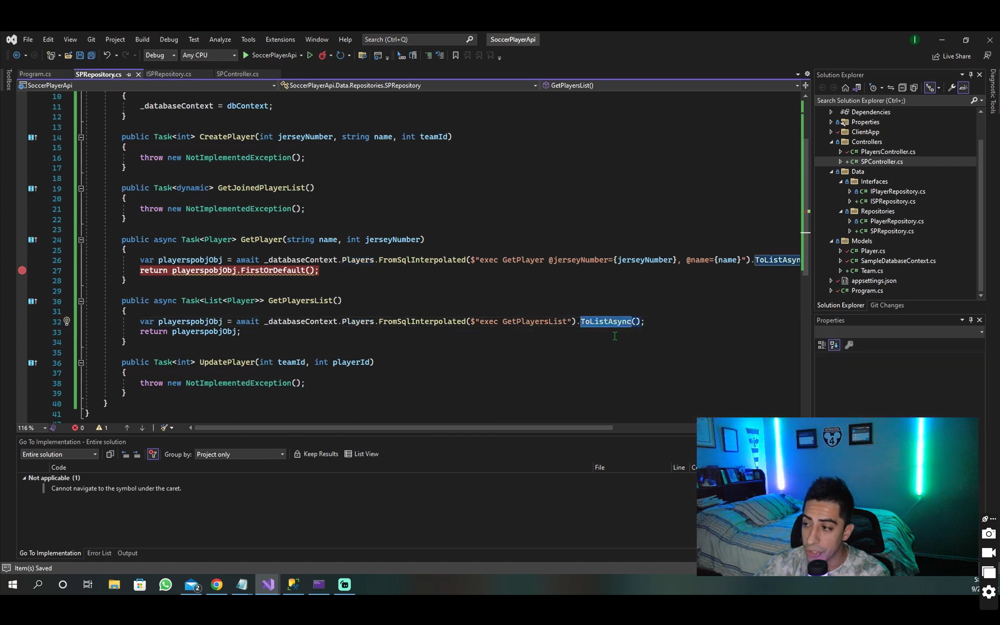 File Edit View Git Project Build Debug Test Analyze Tools Extensions Window Help Search (Ctrl+Q) SoccerPlayerApi
Debug Any CPU SoccerPlayerApi Live Share
Toolbox
Program.cs SPRepository.cs ISPRepository.cs SPController.cs
SoccerPlayerApi SoccerPlayerApi.Data.Repositories.SPRepository GetPlayersList()
10 {
11 _databaseContext = dbContext;
12 }
13
14 public Task<int> CreatePlayer(int jerseyNumber, string name, int teamId)
15 {
16 throw new NotImplementedException();
17 }
18
19 public Task<dynamic> GetJoinedPlayerList()
20 {
21 throw new NotImplementedException();
22 }
23
24 public async Task<Player> GetPlayer(string name, int jerseyNumber)
25 {
26 var playerspobjObj = await _databaseContext.Players.FromSqlInterpolated($"exec GetPlayer @jerseyNumber={jerseyNumber}, @name={name}").ToListAsyn
27 return playerspobjObj.FirstOrDefault();
28 }
29
30 public async Task<List<Player>> GetPlayersList()
31 {
32 var playerspobjObj = await _databaseContext.Players.FromSqlInterpolated($"exec GetPlayersList").ToListAsync();
33 return playerspobjObj;
34 }
35
36 public Task<int> UpdatePlayer(int teamId, int playerId)
37 {
38 throw new NotImplementedException();
39 }
40 }
41 }
116 % 0 1
Solution Explorer
Search Solution Explorer (Ctrl+;)
Dependencies
Properties
ClientApp
Controllers
C# PlayersController.cs
C# SPController.cs
Data
Interfaces
C# IPlayerRepository.cs
C# ISPRepository.cs
Repositories
C# PlayerRepository.cs
C# SPRepository.cs
Models
C# Player.cs
C# SampleDatabaseContext.cs
C# Team.cs
appsettings.json
C# Program.cs
Solution Explorer Git Changes
Properties
Diagnostic Tools
Go To Implementation - Entire solution
Entire solution Group by: Project only Keep Results List View
Code File Line C
Not applicable (1)
Cannot navigate to the symbol under the caret.
Go To Implementation Error List Output
Item(s) Saved
INTERSTATE
4
2
5:
9/2